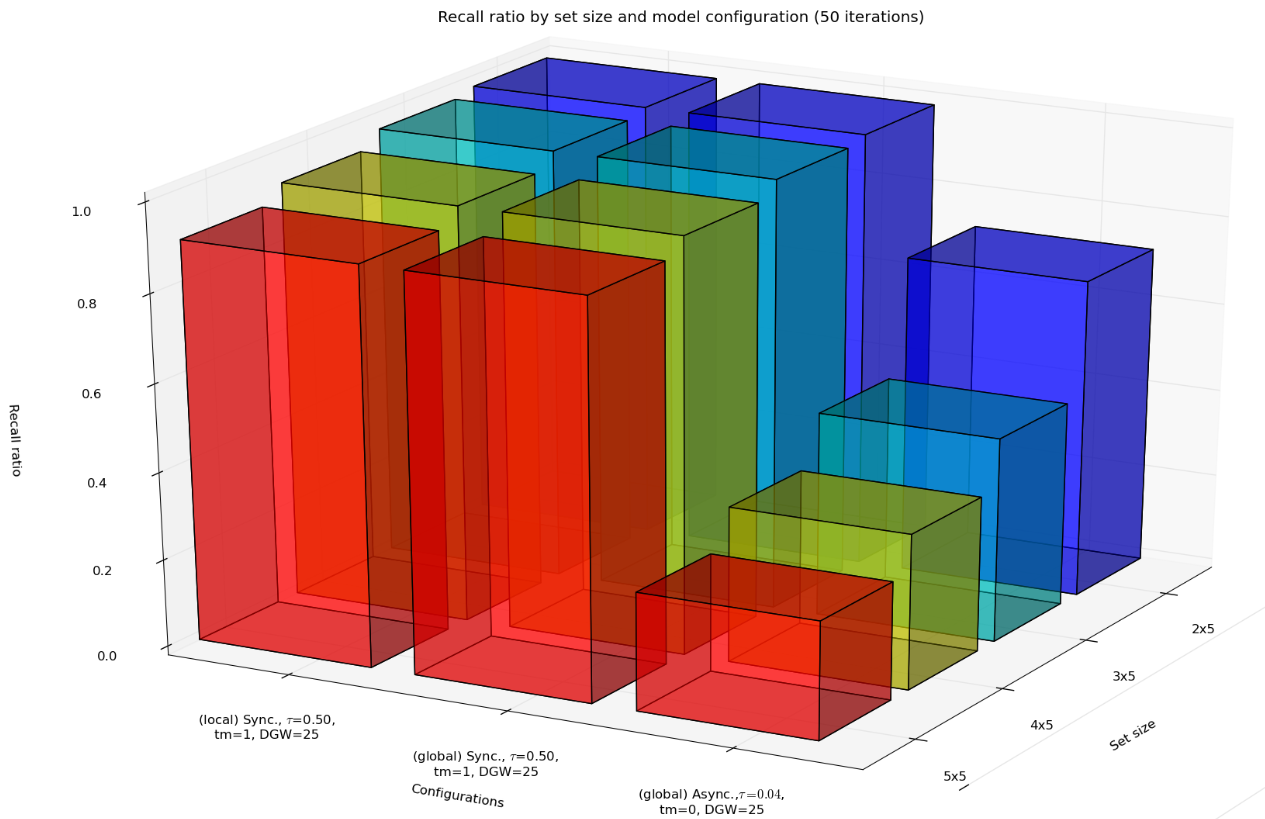 Recall ratio by set size and model configuration (50 iterations)
1.0
0.8
0.6
0.4
0.2
0.0
Recall ratio
(local) Sync., τ=0.50,
tm=1, DGW=25
(global) Sync., τ=0.50,
tm=1, DGW=25
(global) Async.,τ=0.04,
tm=0, DGW=25
Configurations
2x5
3x5
4x5
5x5
Set size